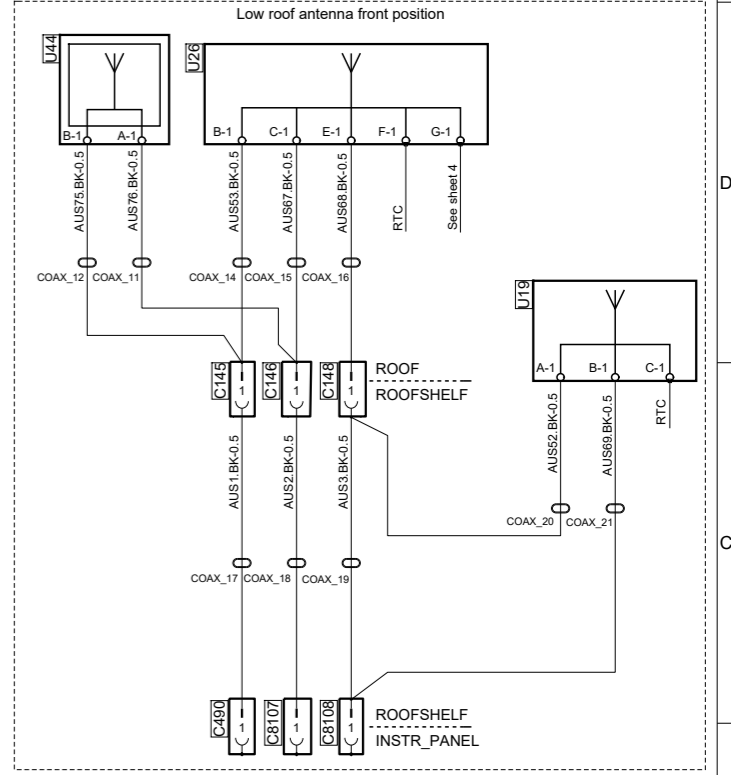 Low roof antenna front position
U44
U26
B-1 A-1 B-1 C-1 E-1 F-1 G-1
AUS75.BK-0.5
AUS76.BK-0.5
AUS53.BK-0.5
AUS67.BK-0.5
AUS68.BK-0.5
RTC
See sheet 4
D
COAX_12 COAX_11 COAX_14 COAX_15 COAX_16
U19
A-1 B-1 C-1
C145
1
C146
1
C148
1
ROOF
ROOFSHELF
AUS52.BK-0.5
AUS69.BK-0.5
RTC
AUS1.BK-0.5
AUS2.BK-0.5
AUS3.BK-0.5
COAX_20 COAX_21
C
COAX_17 COAX_18 COAX_19
C490
1
C8107
1
C8108
1
ROOFSHELF
INSTR_PANEL